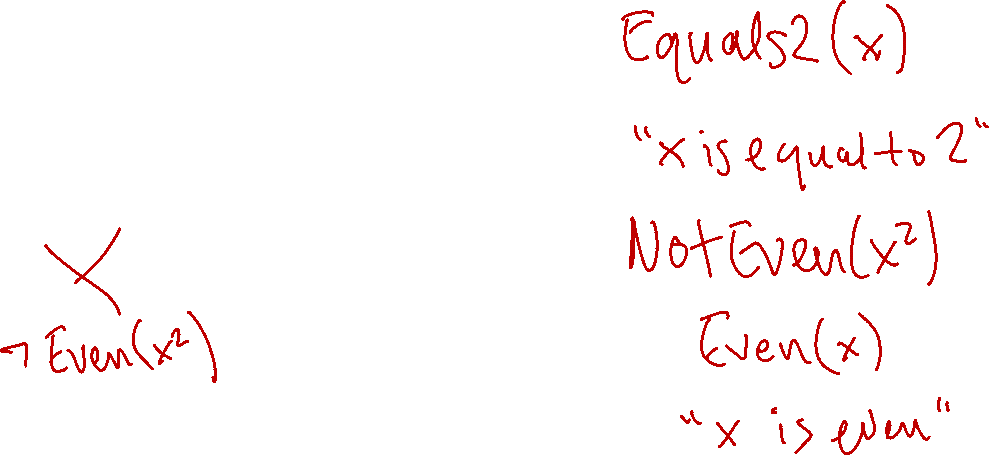 Equals2(x)
"x is equal to 2"
NotEven(x²)
x
¬ Even(x²)
Even(x)
"x is even"